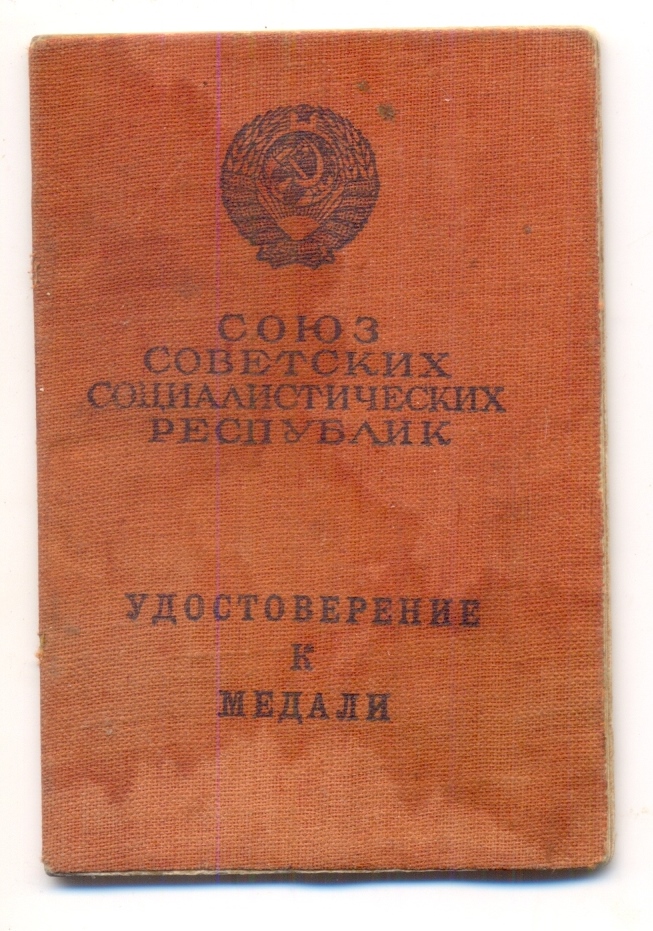 СОЮЗ
СОВЕТСКИХ
СОЦИАЛИСТИЧЕСКИХ
РЕСПУБЛИК
УДОСТОВЕРЕНИЕ
К
МЕДАЛИ